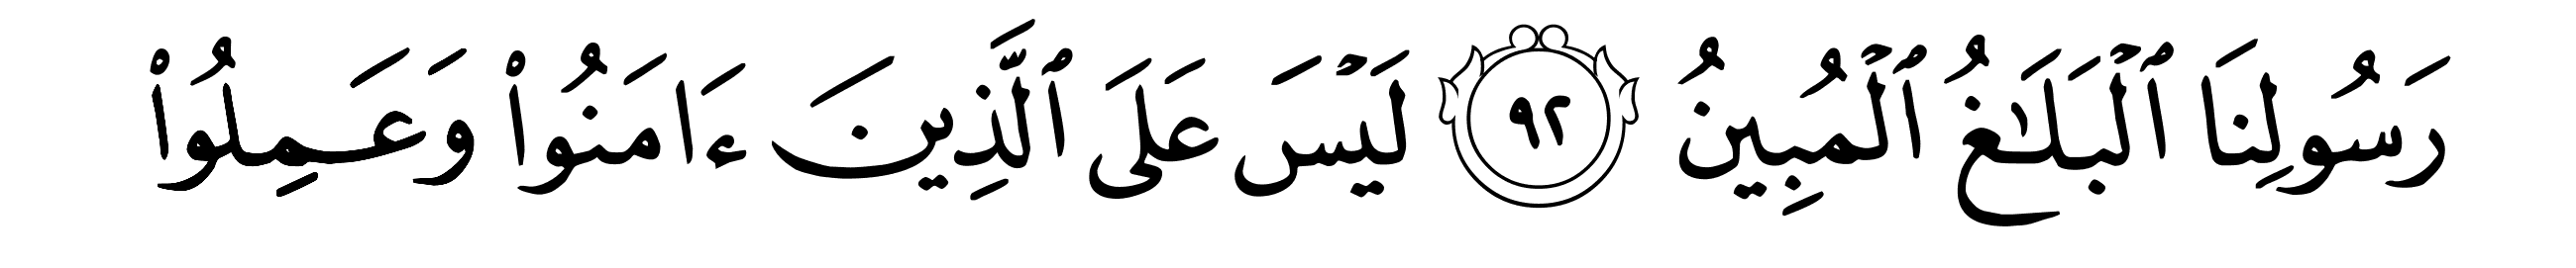 رَسُولِنَا ٱلْبَلَـٰغُ ٱلْمُبِينُ ٩٢ لَيْسَ عَلَى ٱلَّذِينَ ءَامَنُوا۟ وَعَمِلُوا۟